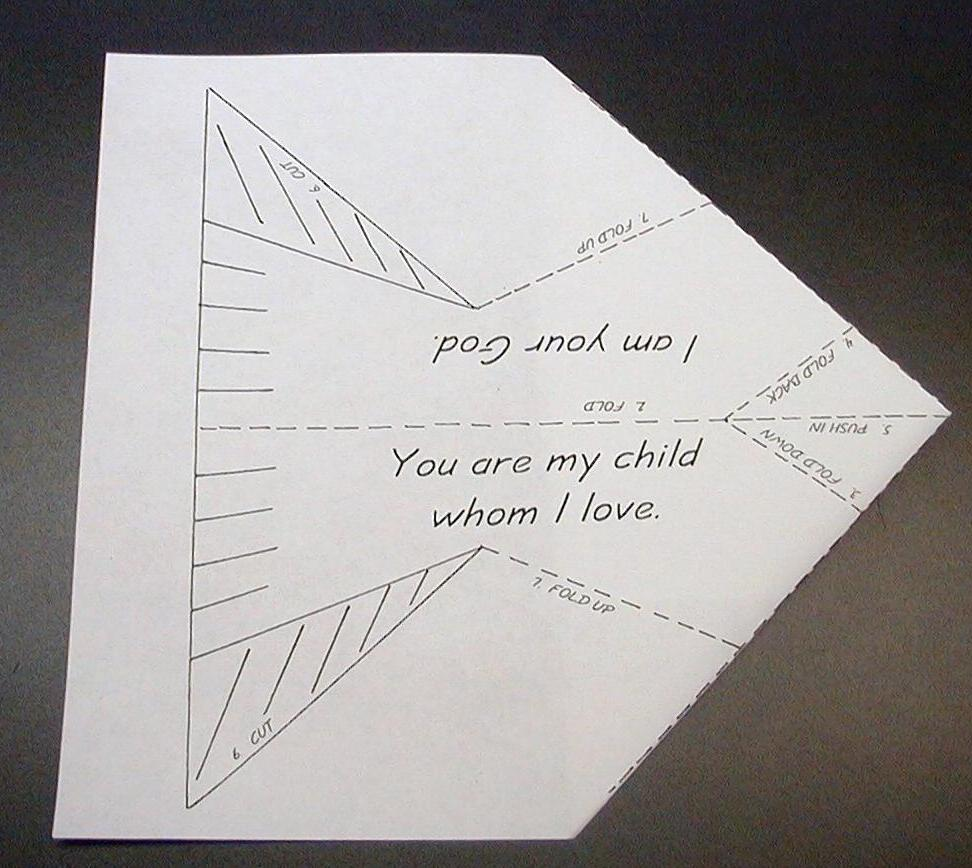 6 CUT
7. FOLD UP
I am your God.
4. FOLD BACK
2. FOLD
5. PUSH IN
3. FOLD DOWN
You are my child
whom I love.
7. FOLD UP
6 CUT